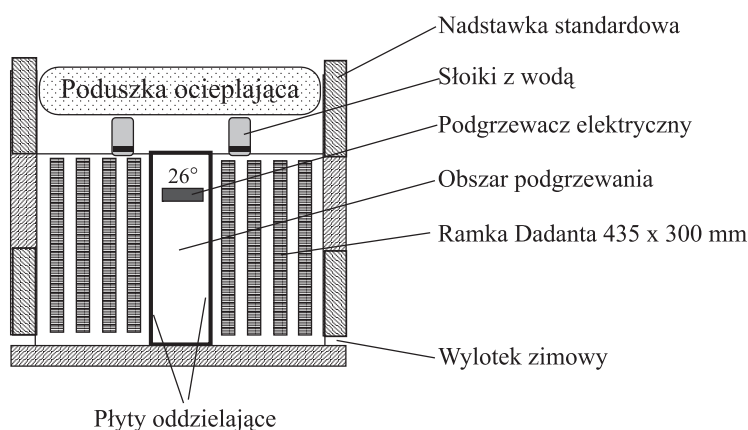 Nadstawka standardowa
Poduszka ocieplająca
Słoiki z wodą
Podgrzewacz elektryczny
26°
Obszar podgrzewania
Ramka Dadanta 435 x 300 mm
Wylotek zimowy
Płyty oddzielające